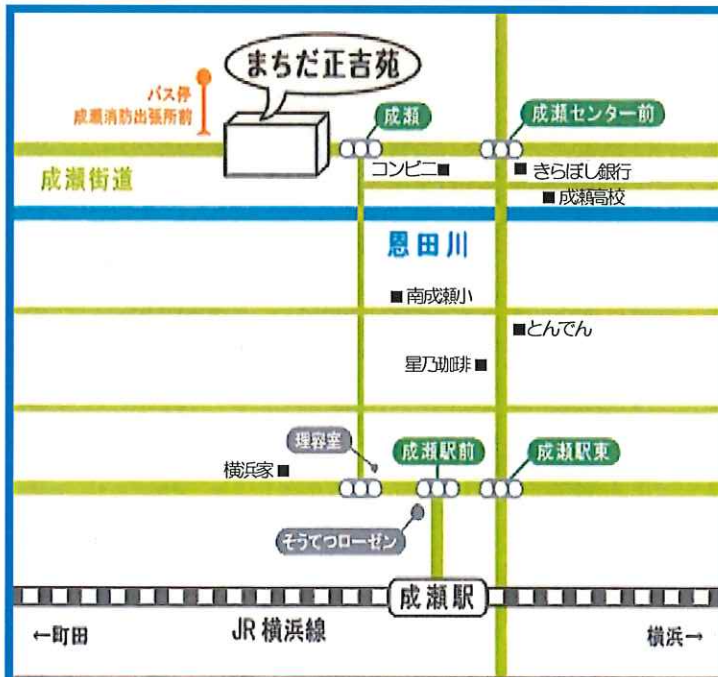 まちだ正吉苑
バス停
成瀬消防出張所前
成瀬
成瀬センター前
成瀬街道
コンビニ■
■ きらぼし銀行
■ 成瀬高校
恩田川
■ 南成瀬小
■とんでん
星乃珈琲 ■
理容室
成瀬駅前
成瀬駅東
横浜家 ■
そうてつローゼン
成瀬駅
←町田
JR 横浜線
横浜→